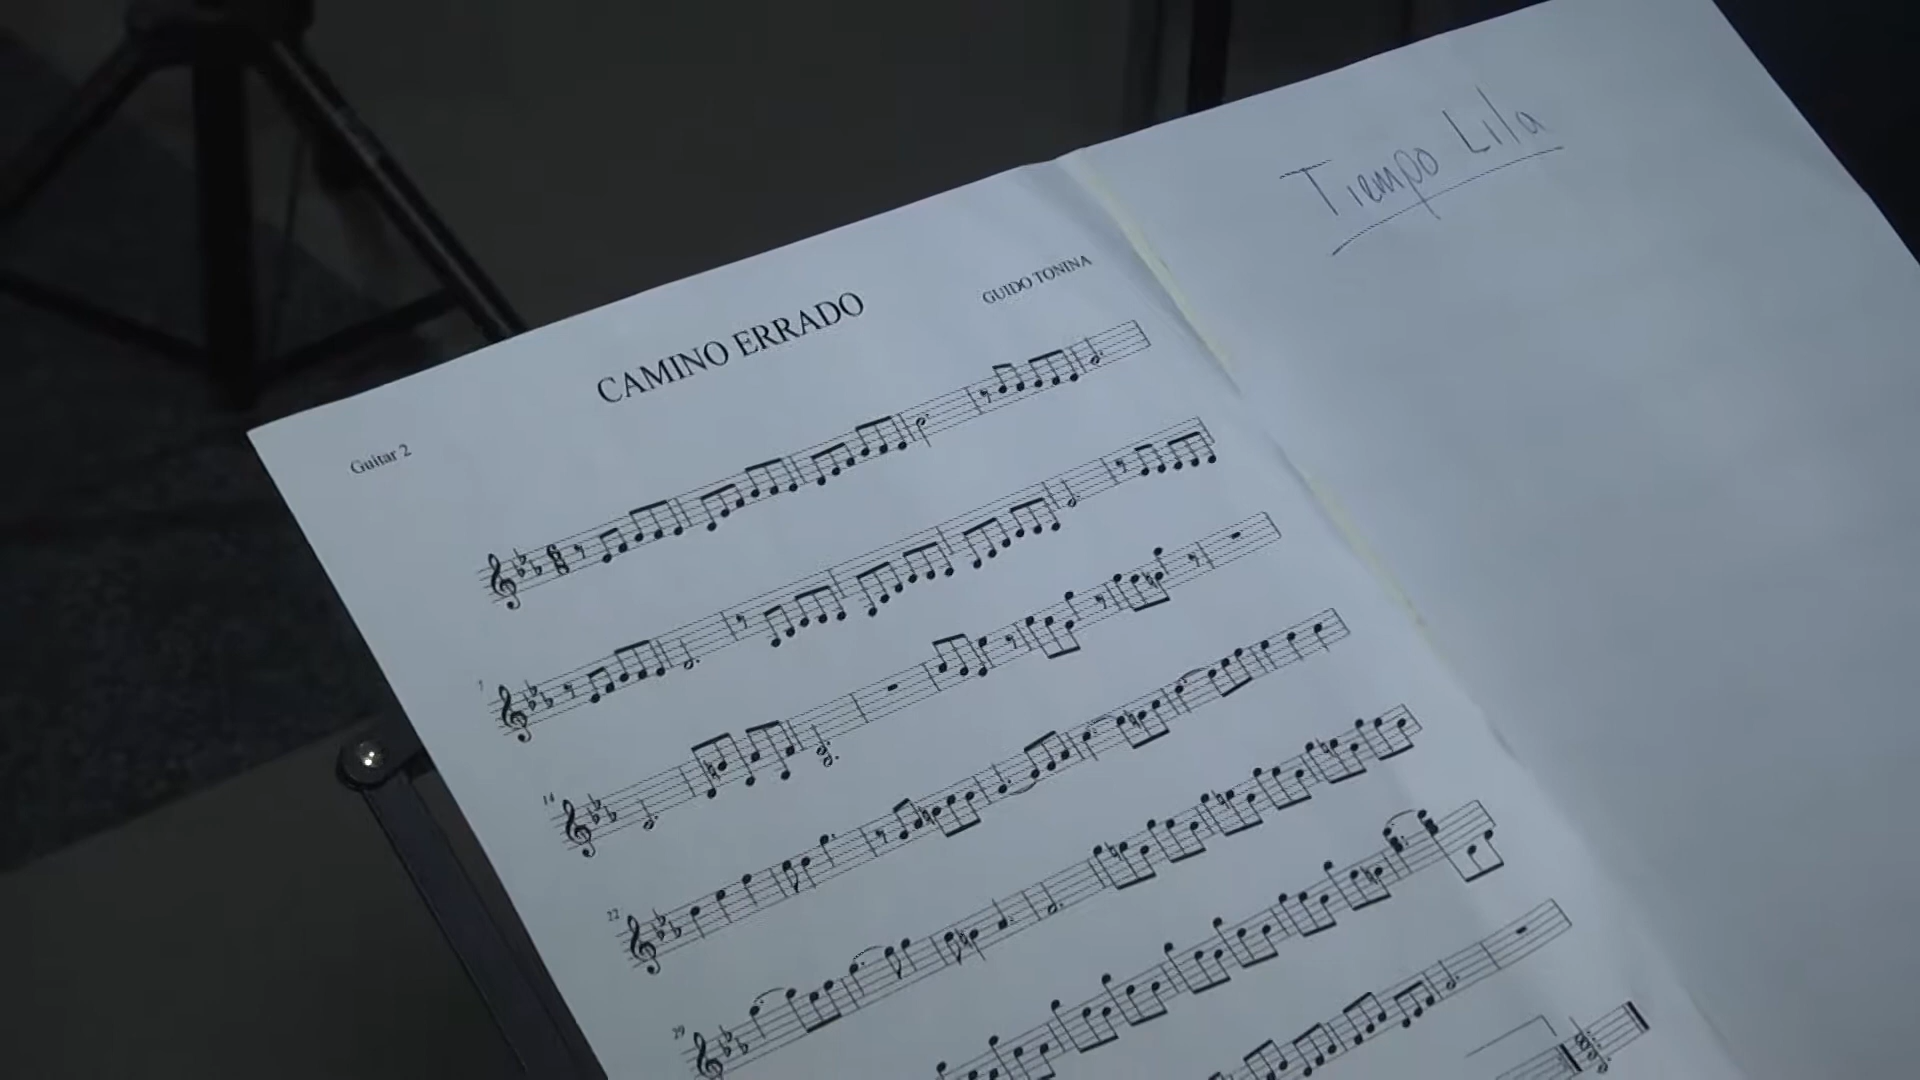 CAMINO ERRADO
GUIDO TONINA
Guitar 2
7
14
22
29
Tiempo Lila